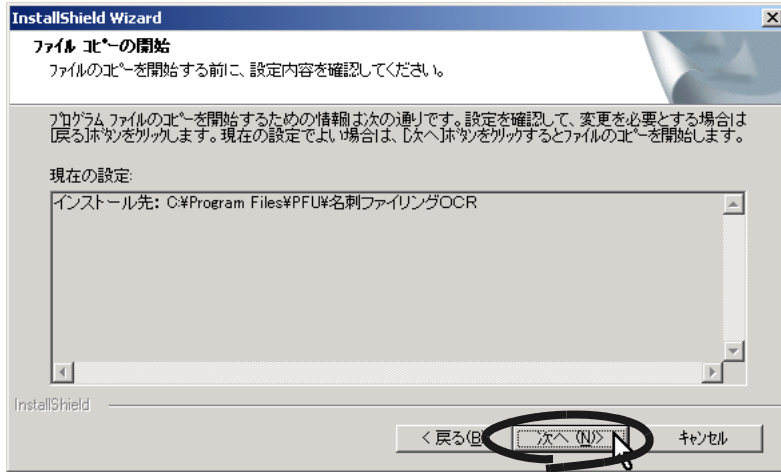 InstallShield Wizard
ファイル コピーの開始
ファイルのコピーを開始する前に、設定内容を確認してください。
プログラム ファイルのコピーを開始するための情報は次の通りです。設定を確認して、変更を必要とする場合は
[戻る]ボタンをクリックします。現在の設定でよい場合は、[次へ]ボタンをクリックするとファイルのコピーを開始します。
現在の設定:
インストール先: C:¥Program Files¥PFU¥名刺ファイリングOCR
InstallShield
< 戻る(B) 次へ (N)> キャンセル